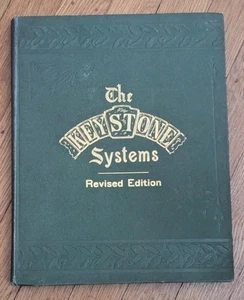 The
KEYSTONE
Systems
Revised Edition